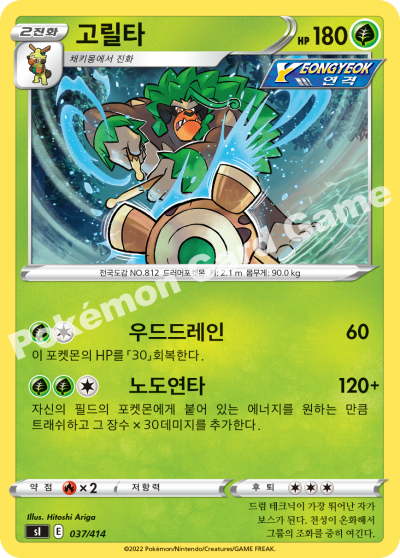 2진화
고릴타
HP 180
채키몽에서 진화
YEONGYEOK
연격
전국도감 NO.812 드러머포켓몬 키: 2.1 m 몸무게: 90.0 kg
우드드레인 60
이 포켓몬의 HP를 「30」회복한다.
노도연타 120+
자신의 필드의 포켓몬에게 붙어 있는 에너지를 원하는 만큼
트래쉬하고 그 장수 ×30데미지를 추가한다.
약점 ×2 저항력 후퇴
Illus. Hitoshi Ariga
sI E 037/414
드럼 테크닉이 가장 뛰어난 자가
보스가 된다. 천성이 온화해서
그룹의 조화를 중히 여긴다.
©2022 Pokémon/Nintendo/Creatures/GAME FREAK.
Pokémon Card Game